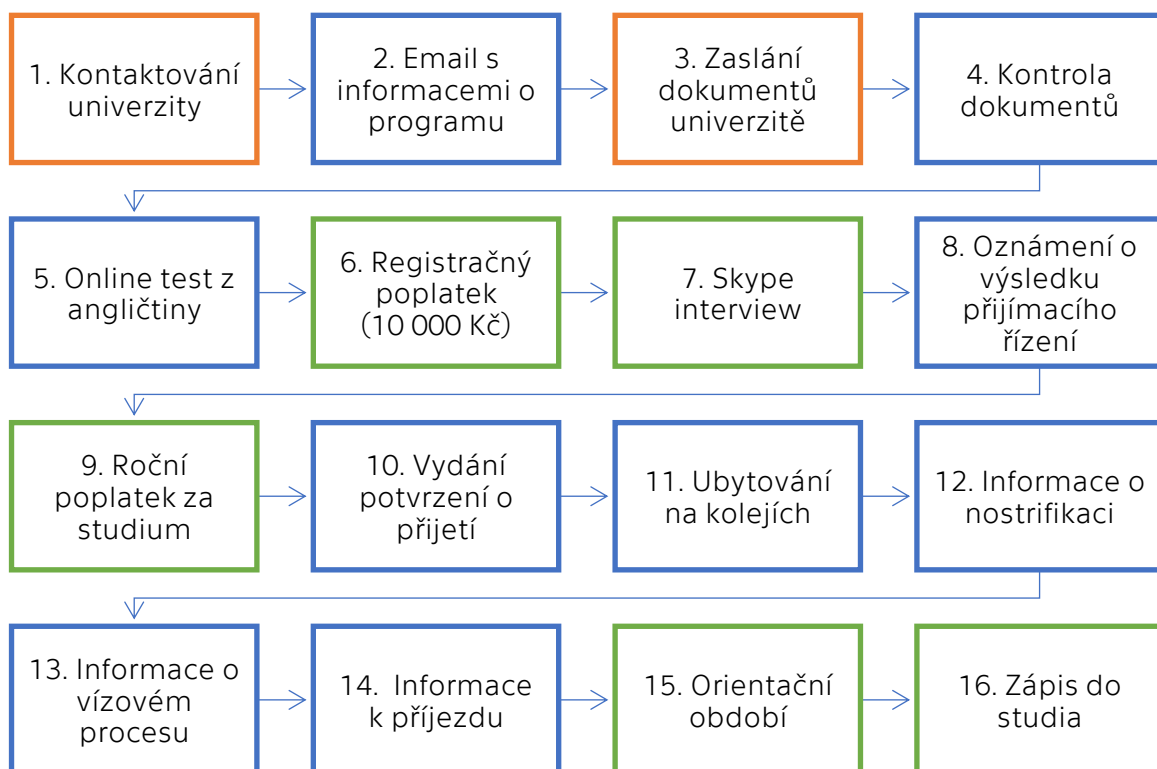 1. Kontaktování
univerzity
2. Email s
informacemi o
programu
3. Zaslání
dokumentů
univerzitě
4. Kontrola
dokumentů
5. Online test z
angličtiny
6. Registračný
poplatek
(10 000 Kč)
7. Skype
interview
8. Oznámení o
výsledku
přijímacího
řízení
9. Roční
poplatek za
studium
10. Vydání
potvrzení o
přijetí
11. Ubytování
na kolejích
12. Informace o
nostrifikaci
13. Informace o
vízovém
procesu
14. Informace
k příjezdu
15. Orientační
období
16. Zápis do
studia